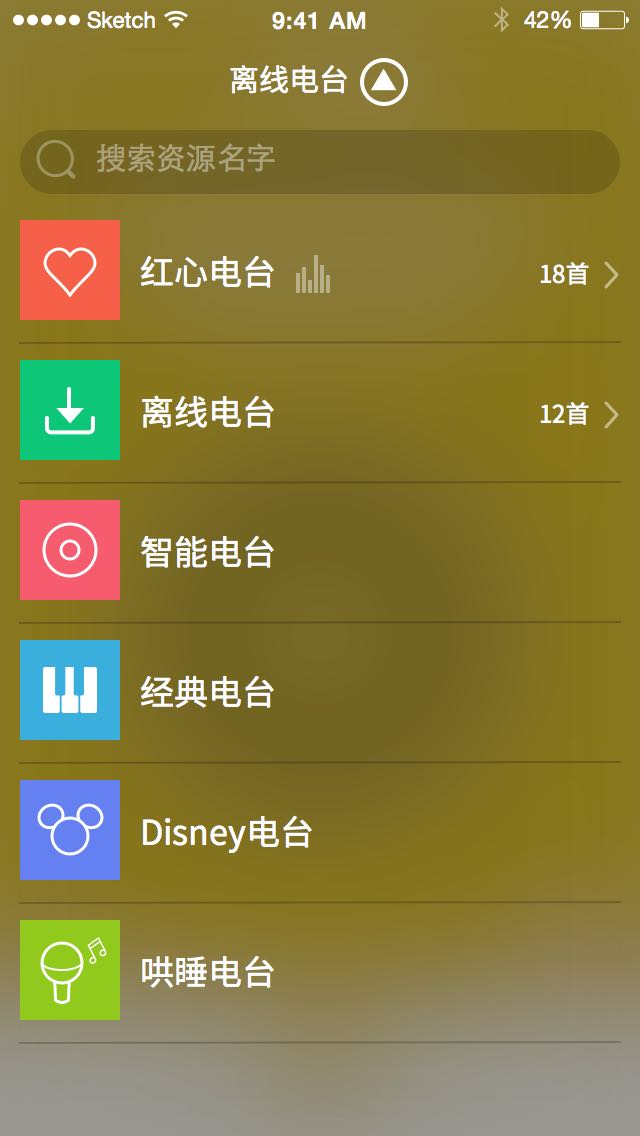 Sketch 9:41 AM 42%
离线电台
搜索资源名字
红心电台 18首
离线电台 12首
智能电台
经典电台
Disney电台
哄睡电台